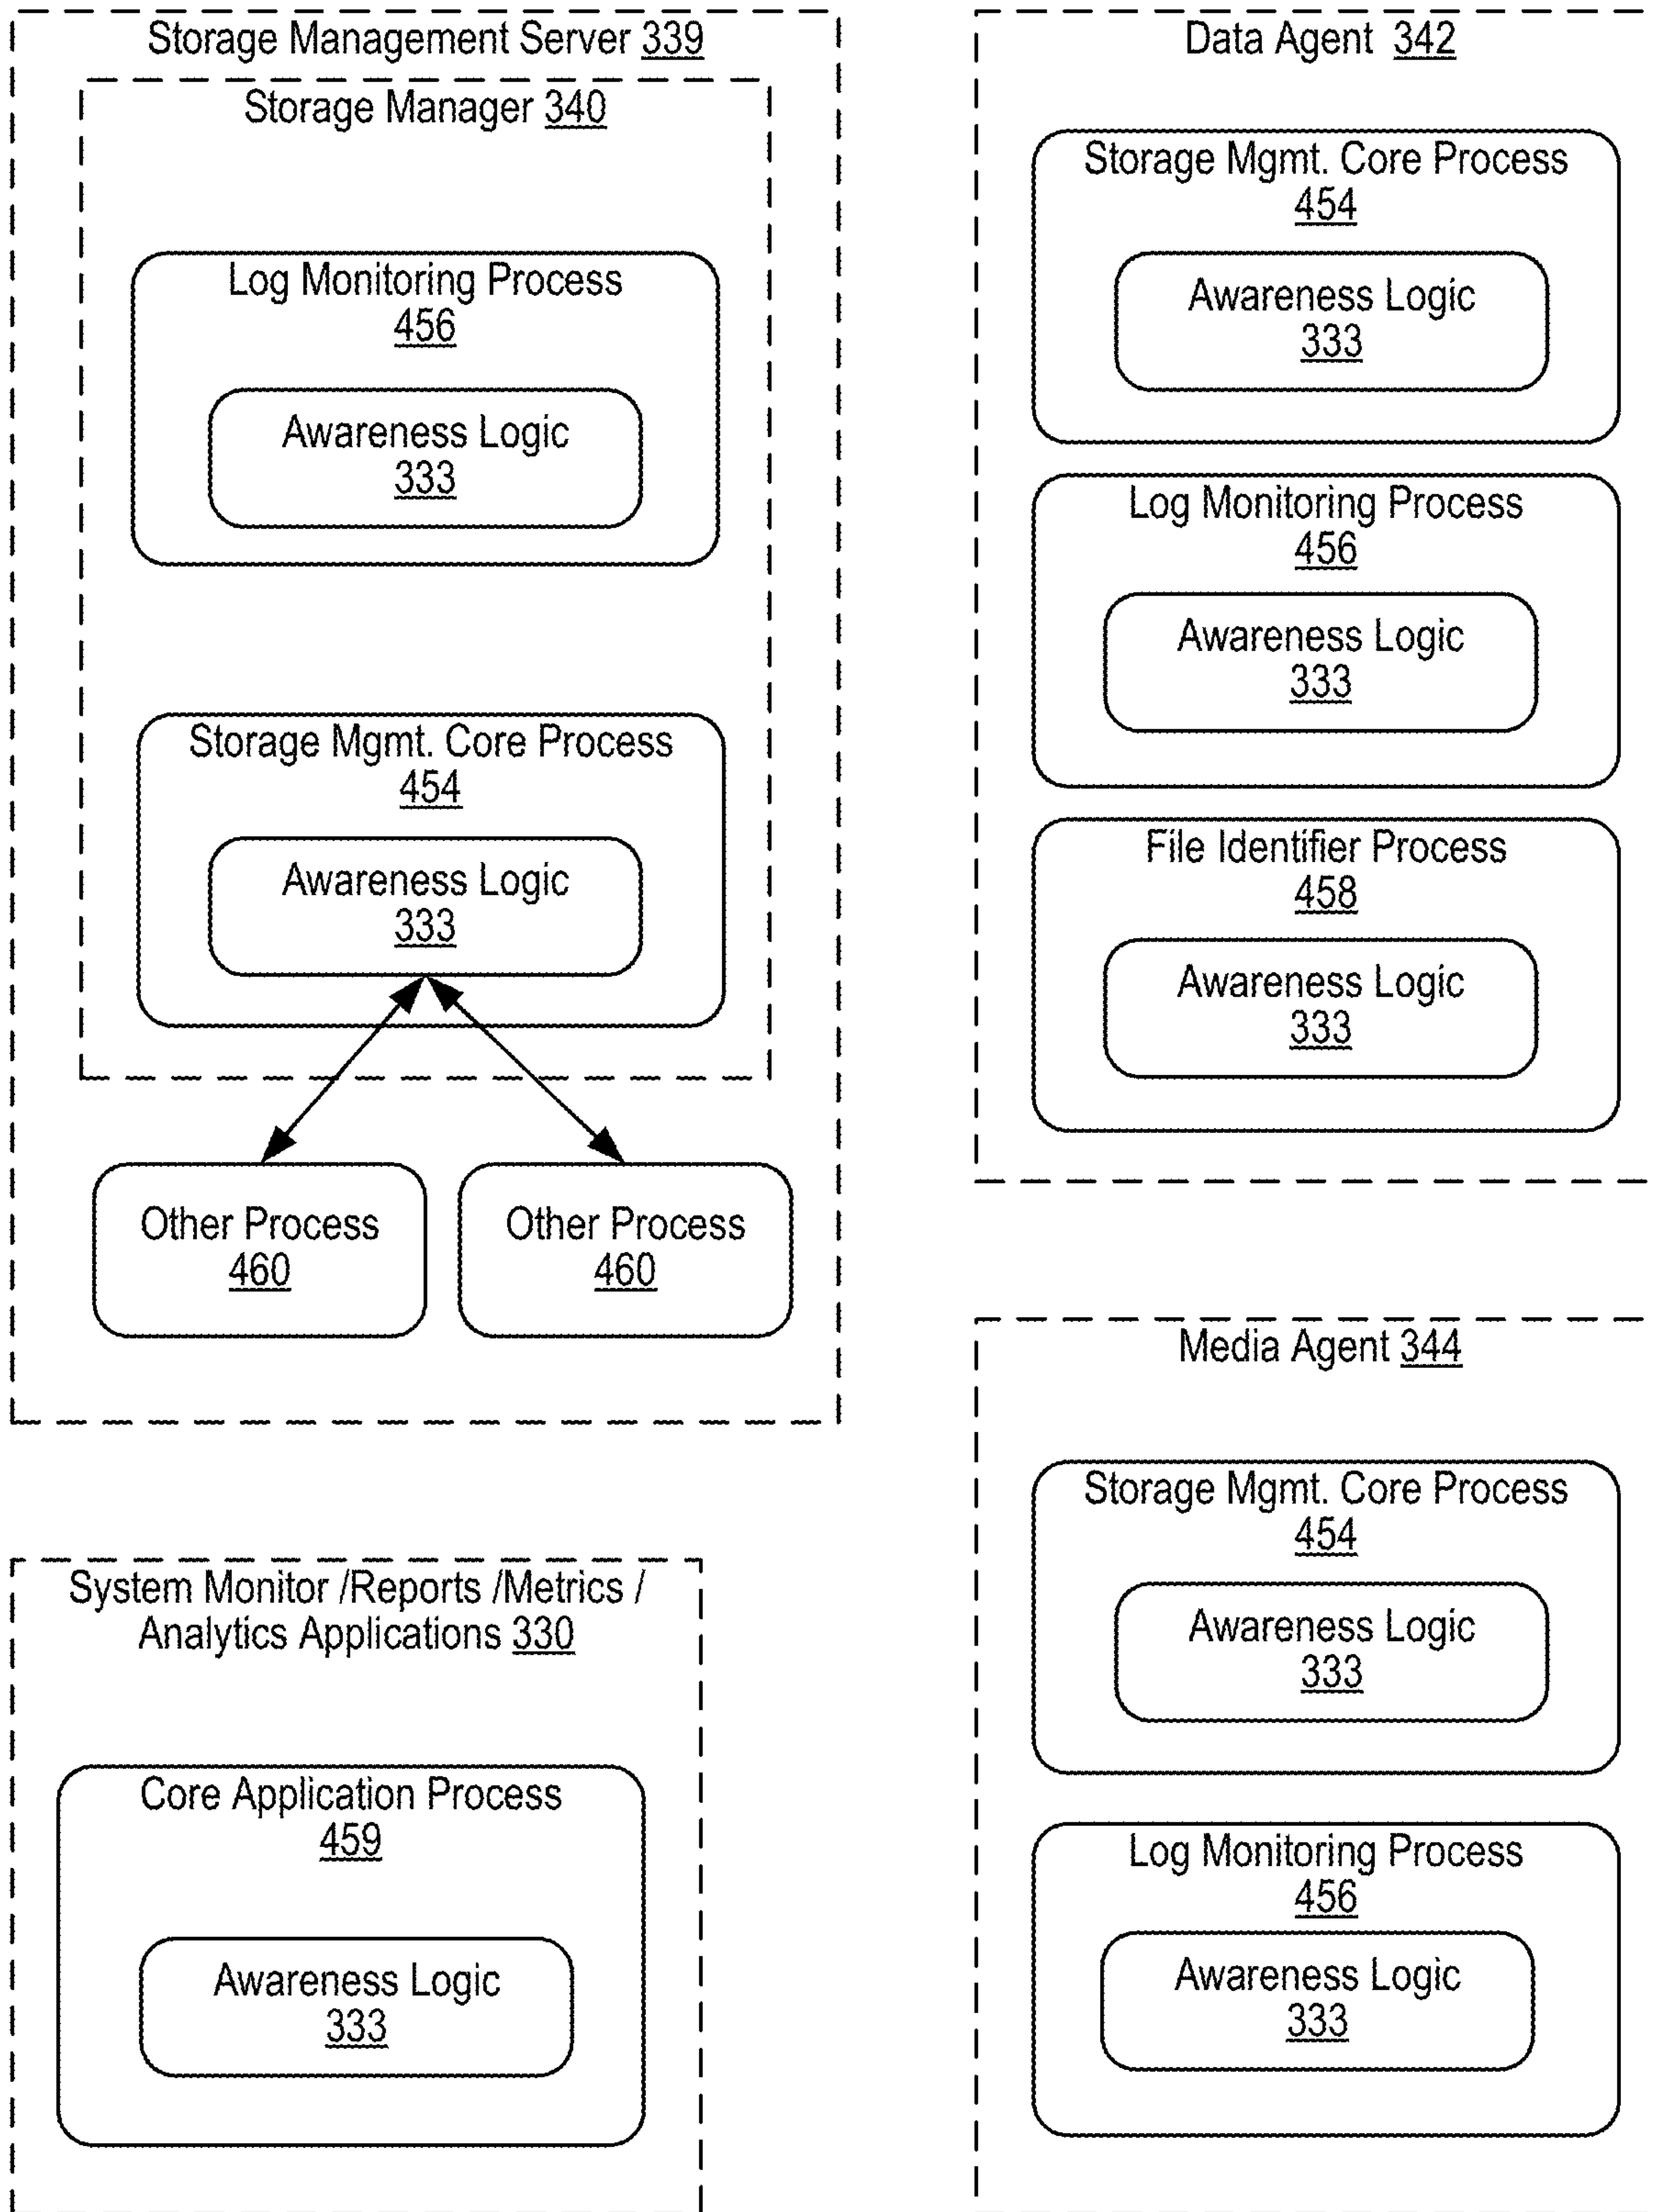 Storage Management Server 339
Storage Manager 340
Log Monitoring Process
456
Awareness Logic
333
Storage Mgmt. Core Process
454
Awareness Logic
333
Other Process
460
Other Process
460
Data Agent 342
Storage Mgmt. Core Process
454
Awareness Logic
333
Log Monitoring Process
456
Awareness Logic
333
File Identifier Process
458
Awareness Logic
333
System Monitor /Reports /Metrics /
Analytics Applications 330
Core Application Process
459
Awareness Logic
333
Media Agent 344
Storage Mgmt. Core Process
454
Awareness Logic
333
Log Monitoring Process
456
Awareness Logic
333